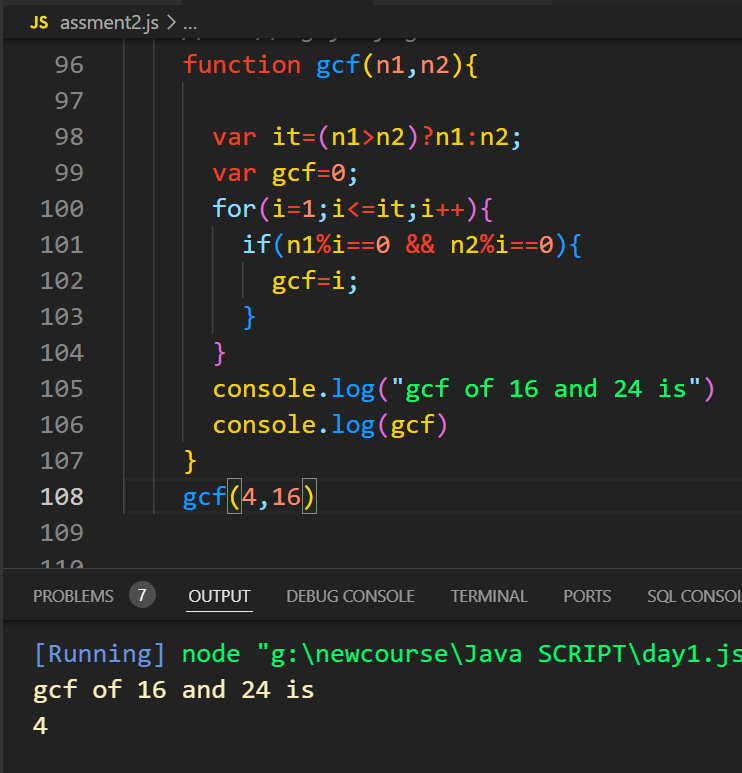 JS assment2.js > ...
96 function gcf(n1,n2){
97
98 var it=(n1>n2)?n1:n2;
99 var gcf=0;
100 for(i=1;i<=it;i++){
101 if(n1%i==0 && n2%i==0){
102 gcf=i;
103 }
104 }
105 console.log("gcf of 16 and 24 is")
106 console.log(gcf)
107 }
108 gcf(4,16)
109
110
PROBLEMS 7 OUTPUT DEBUG CONSOLE TERMINAL PORTS SQL CONSOL
[Running] node "g:\newcourse\Java SCRIPT\day1.js
gcf of 16 and 24 is
4